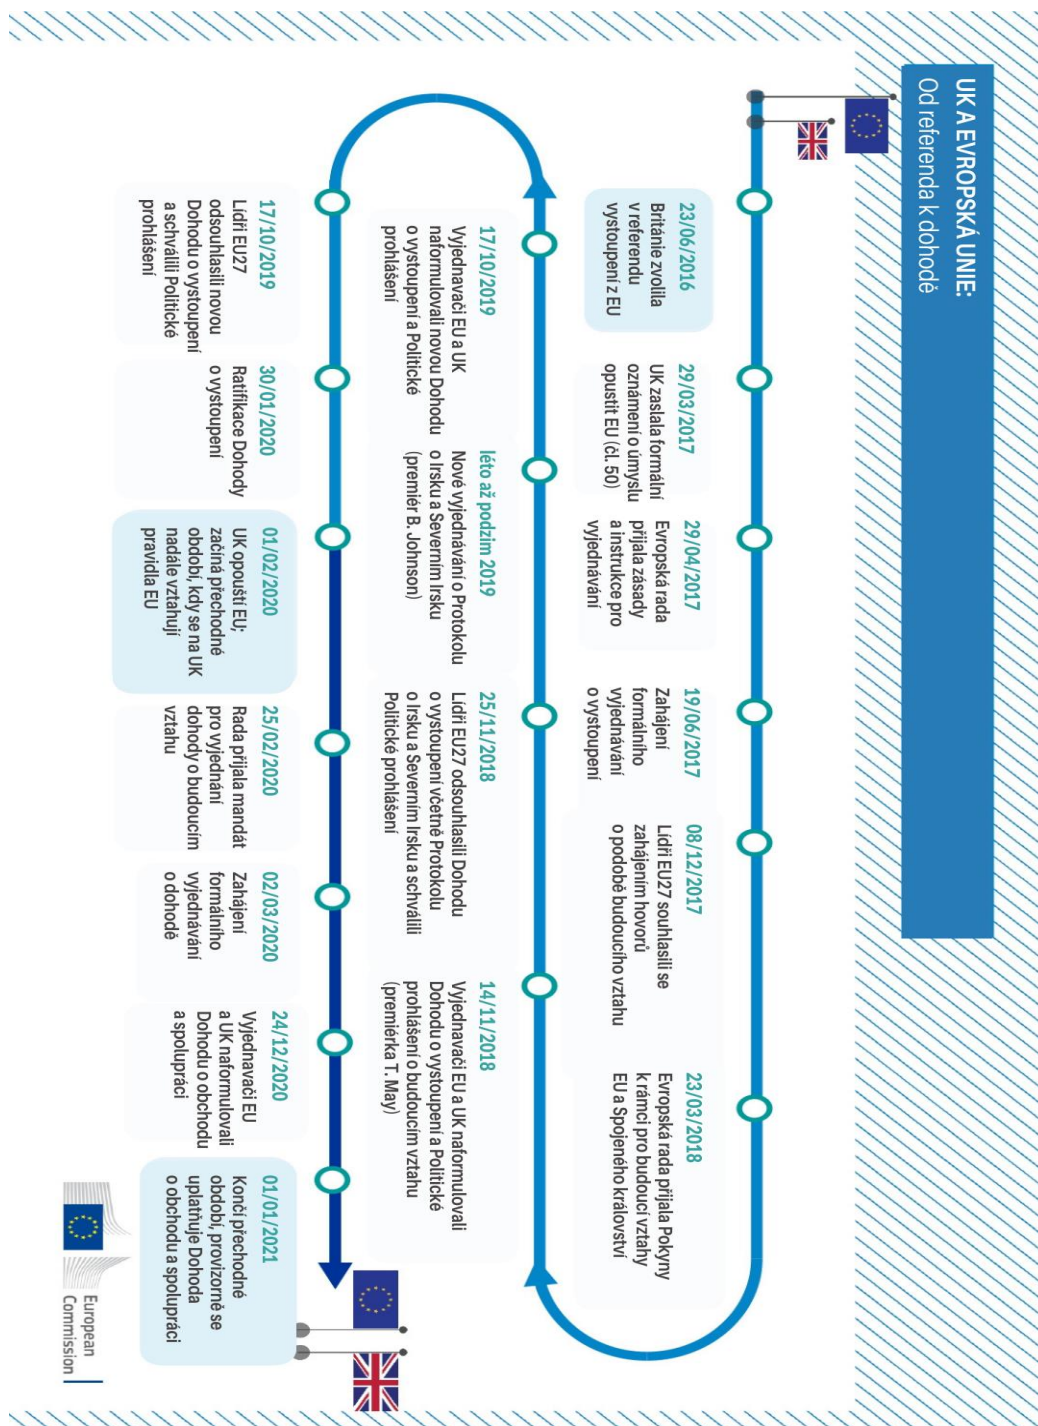 UK A EVROPSKÁ UNIE:
Od referenda k dohodě
23/06/2016
Británie zvolila
v referendu
vystoupení z EU
29/03/2017
UK zaslala formální
oznámení o úmyslu
opustit EU (čl. 50)
29/04/2017
Evropská rada
přijala zásady
a instrukce pro
vyjednávání
19/06/2017
Zahájení
formálního
vyjednávání
o vystoupení
08/12/2017
Lídři EU27 souhlasili se
zahájením hovorů
o podobě budoucího vztahu
23/03/2018
Evropská rada přijala Pokyny
k rámci pro budoucí vztahy
EU a Spojeného království
14/11/2018
Vyjednavači EU a UK naformulovali
Dohodu o vystoupení a Politické
prohlášení o budoucím vztahu
(premiérka T. May)
25/11/2018
Lídři EU27 odsouhlasili Dohodu
o vystoupení včetně Protokolu
o Irsku a Severním Irsku a schválili
Politické prohlášení
léto až podzim 2019
Nové vyjednávání o Protokolu
o Irsku a Severním Irsku
(premiér B. Johnson)
17/10/2019
Vyjednavači EU a UK
naformulovali novou Dohodu
o vystoupení a Politické
prohlášení
17/10/2019
Lídři EU27
odsouhlasili novou
Dohodu o vystoupení
a schválili Politické
prohlášení
30/01/2020
Ratifikace Dohody
o vystoupení
01/02/2020
UK opouští EU;
začíná přechodné
období, kdy se na UK
nadále vztahují
pravidla EU
25/02/2020
Rada přijala mandát
pro vyjednání
dohody o budoucím
vztahu
02/03/2020
Zahájení
formálního
vyjednávání
o dohodě
24/12/2020
Vyjednavači EU
a UK naformulovali
Dohodu o obchodu
a spolupráci
01/01/2021
Končí přechodné
období, provizorně se
uplatňuje Dohoda
o obchodu a spolupráci
European
Commission